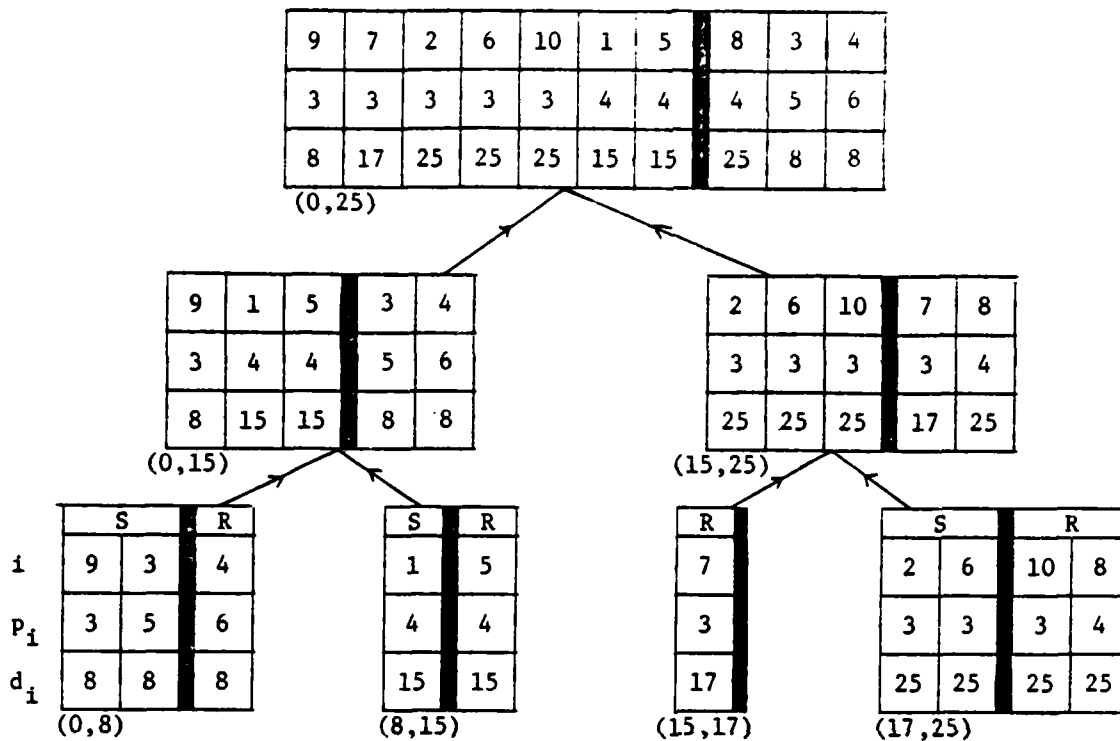 9 7 2 6 10 1 5 8 3 4
3 3 3 3 3 4 4 4 5 6
8 17 25 25 25 15 15 25 8 8
(0,25)
9 1 5 3 4
3 4 4 5 6
8 15 15 8 8
(0,15)
2 6 10 7 8
3 3 3 3 4
25 25 25 17 25
(15,25)
S R
i 9 3 4
p_i 3 5 6
d_i 8 8 8
(0,8)
S R
1 5
4 4
15 15
(8,15)
R
7
3
17
(15,17)
S R
2 6 10 8
3 3 3 4
25 25 25 25
(17,25)